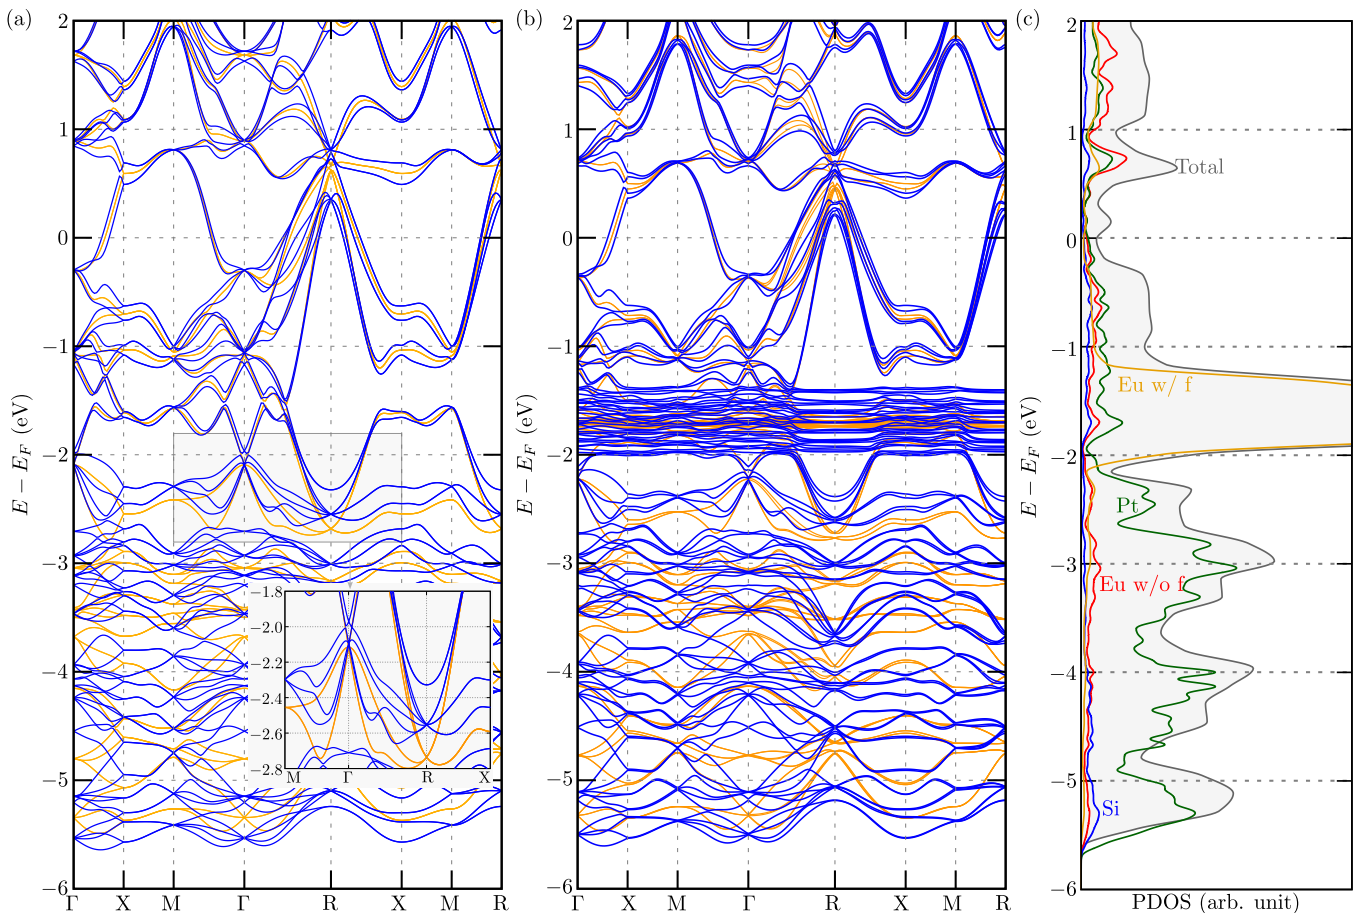 (a)
(b)
(c)
2
1
0
−1
−2
−3
−4
−5
−6
E − E_F (eV)
Γ X M Γ R X M R
−1.8
−2.0
−2.2
−2.4
−2.6
−2.8
M Γ R X
2
1
0
−1
−2
−3
−4
−5
−6
E − E_F (eV)
Γ X M Γ R X M R
2
1
0
−1
−2
−3
−4
−5
−6
E − E_F (eV)
Total
Eu w/ f
Pt
Eu w/o f
Si
PDOS (arb. unit)